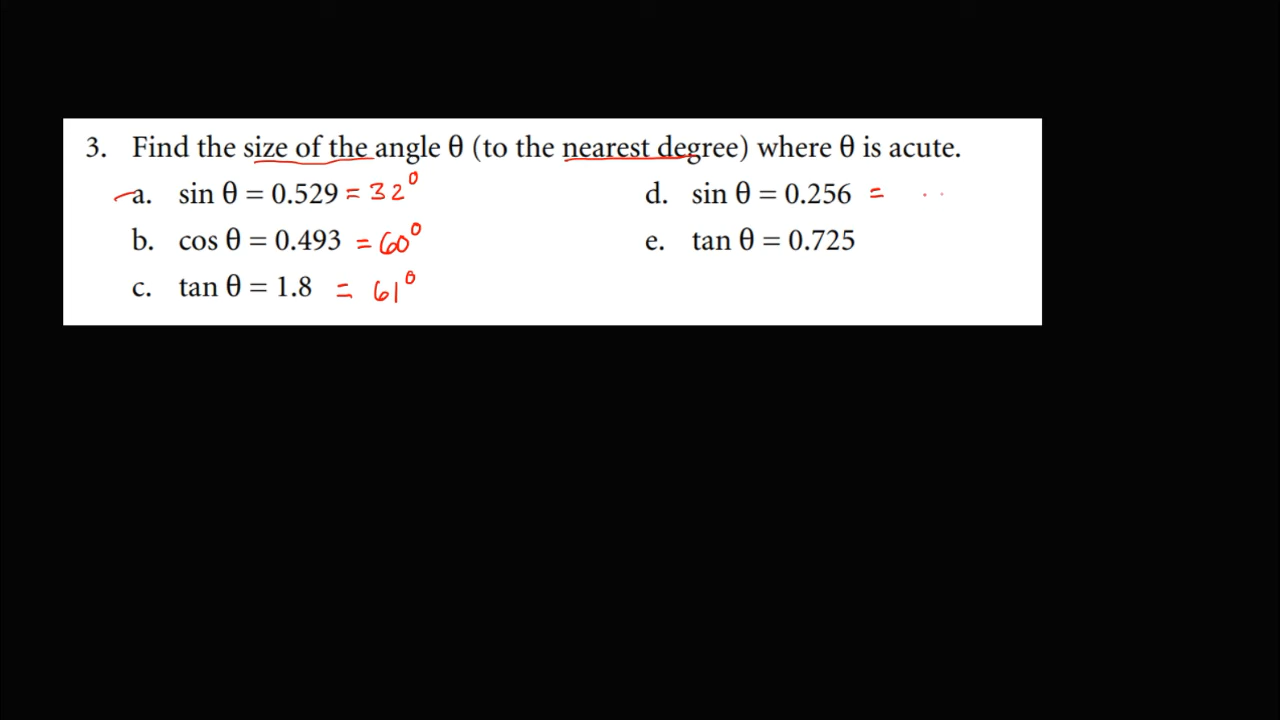 3. Find the size of the angle θ (to the nearest degree) where θ is acute.
a. sin θ = 0.529 = 32°
b. cos θ = 0.493 = 60°
c. tan θ = 1.8 = 61°
d. sin θ = 0.256 =
e. tan θ = 0.725